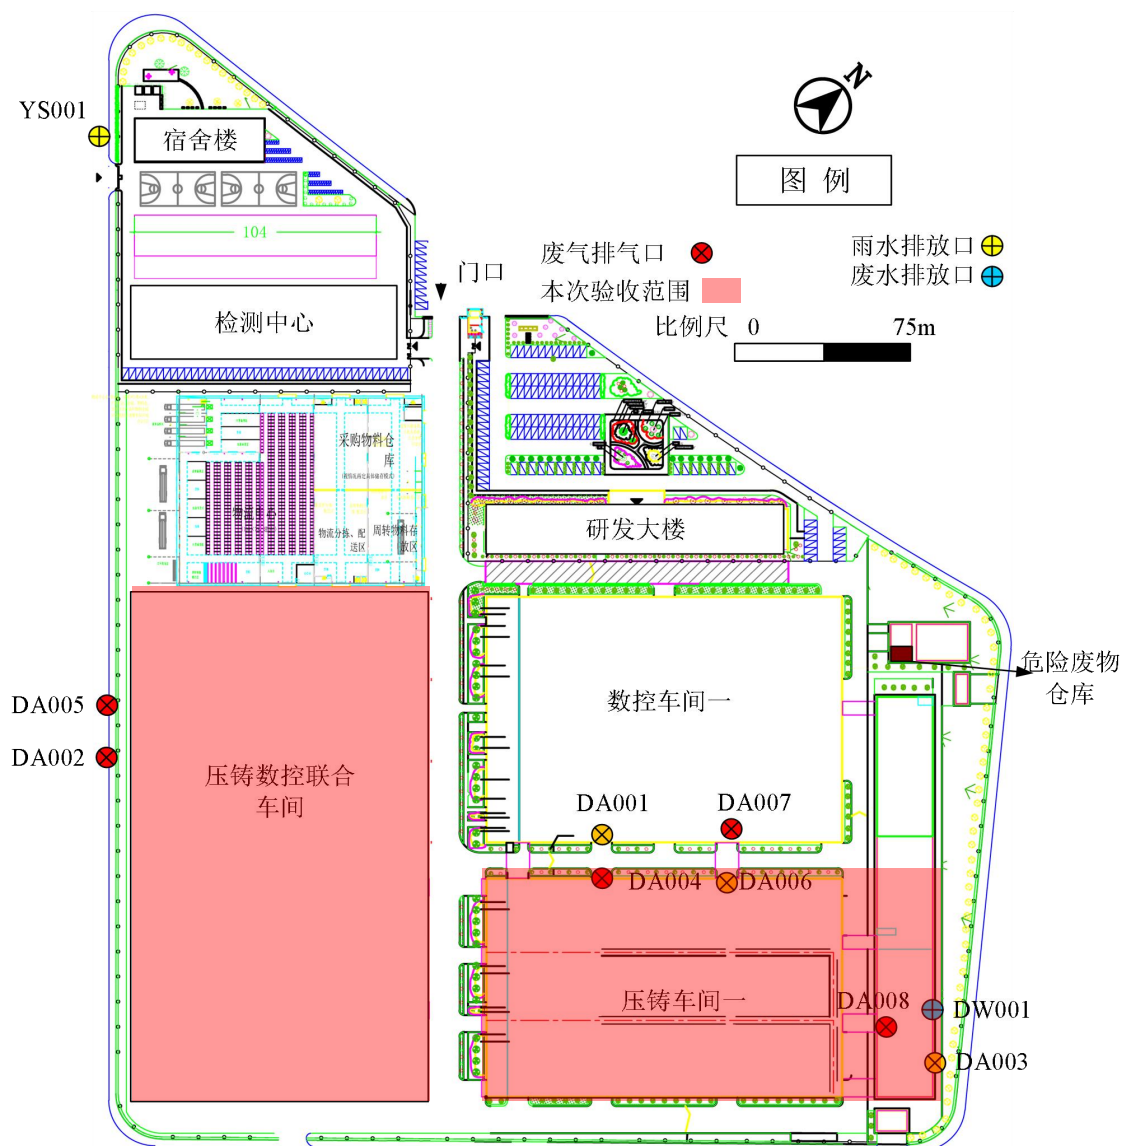 N
YS001
宿舍楼
图 例
104
废气排气口
雨水排放口
门口
本次验收范围
废水排放口
检测中心
比例尺 0 75m
采购物料仓
库
物流分拣、配
送区
周转物料存
放区
研发大楼
危险废物
仓库
数控车间一
DA005
DA002
压铸数控联合
车间
DA001
DA007
DA004
DA006
压铸车间一
DA008
DW001
DA003